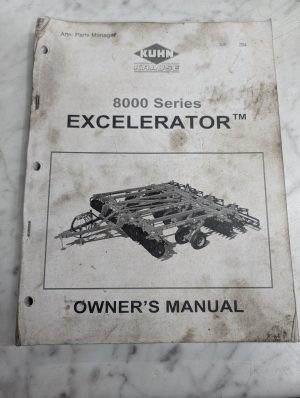 Attn: Parts Manager
KUHN
KRAUSE
8000 Series
EXCELERATOR™
OWNER'S MANUAL